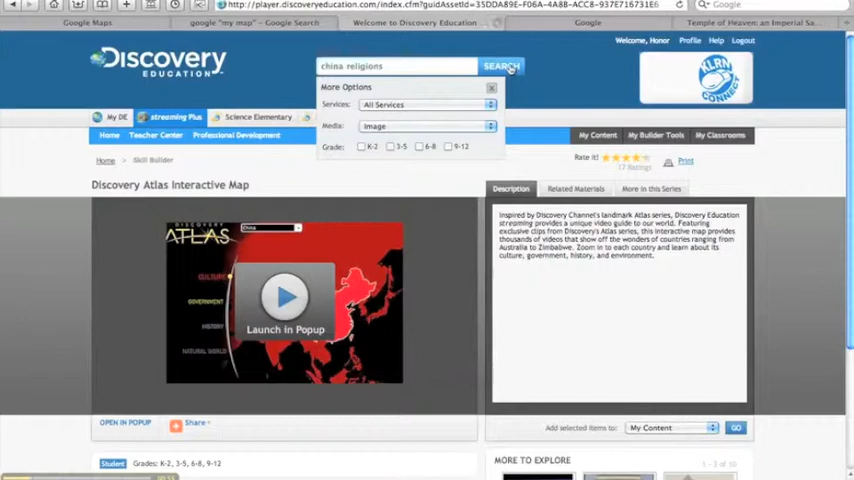 http://player.discoveryeducation.com/index.cfm?guidAssetId=35DDA89E-F06A-4A8B-ACC8-937E716731E6
Google
Google Maps
google "my map" - Google Search
Welcome to Discovery Education
Google
Temple of Heaven: an Imperial Sa...
Welcome, Honor
Profile
Help
Logout
Discovery
EDUCATION
china religions
SEARCH
KLRN
CONNECT
More Options
x
Services:
All Services
Media:
Image
Grade:
K-2
3-5
6-8
9-12
My DE
streaming Plus
Science Elementary
Home
Teacher Center
Professional Development
My Content
My Builder Tools
My Classrooms
Home
Skill Builder
Rate it!
17 Ratings
Print
Discovery Atlas Interactive Map
Description
Related Materials
More in this Series
DISCOVERY
ATLAS
China
CULTURE
GOVERNMENT
HISTORY
NATURAL WORLD
Launch in Popup
Inspired by Discovery Channel's landmark Atlas series, Discovery Education
streaming provides a unique video guide to our world. Featuring
exclusive clips from Discovery's Atlas series, this interactive map provides
thousands of videos that show off the wonders of countries ranging from
Australia to Zimbabwe. Zoom in to each country and learn about its
culture, government, history, and environment.
OPEN IN POPUP
Share
Add selected items to:
My Content
GO
Student
Grades: K-2, 3-5, 6-8, 9-12
MORE TO EXPLORE
1 - 3 of 50